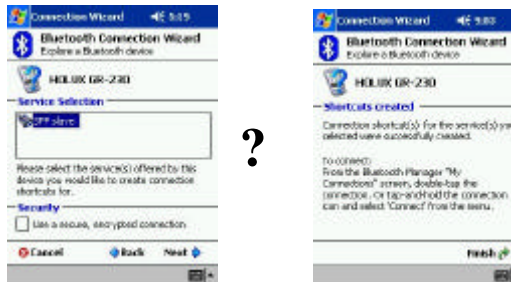 Connection Wizard 5:19
Bluetooth Connection Wizard
Explore a Bluetooth device
HOLUX GR-230
Service Selection
SPP slave
Please select the service(s) offered by this
device you would like to create connection
shortcuts for.
Security
Use a secure, encrypted connection
Cancel Back Next
?
Connection Wizard 9:03
Bluetooth Connection Wizard
Explore a Bluetooth device
HOLUX GR-230
Shortcuts created
Connection shortcut(s) for the service(s) you
selected were successfully created.
To connect:
From the Bluetooth Manager "My
Connections" screen, double-tap the
connection. Or tap-and-hold the connection
icon and select 'Connect' from the menu.
Finish